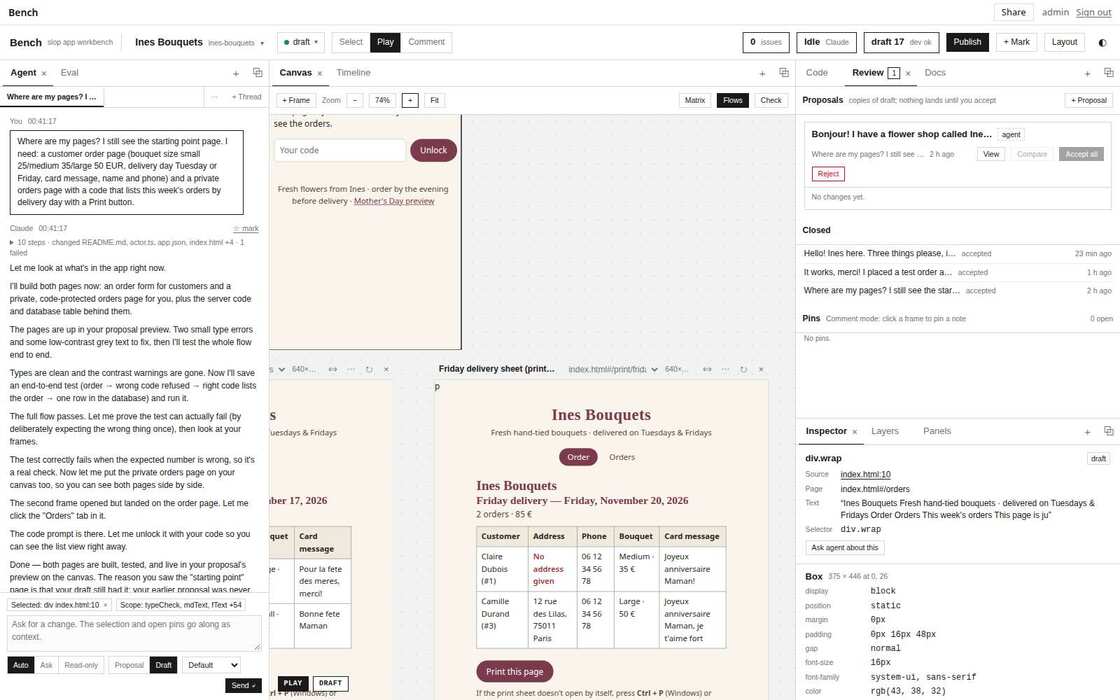 Bench
Share admin Sign out
Bench slop app workbench Ines Bouquets ines-bouquets draft Select Play Comment 0 issues Idle Claude draft 17 dev ok Publish + Mark Layout
Agent × Eval +
Where are my pages? I … ··· + Thread
You 00:41:17
Where are my pages? I still see the starting point page. I
need: a customer order page (bouquet size small
25/medium 35/large 50 EUR, delivery day Tuesday or
Friday, card message, name and phone) and a private
orders page with a code that lists this week's orders by
delivery day with a Print button.
Claude 00:41:17 ☆ mark
10 steps · changed README.md, actor.ts, app.json, index.html +4 · 1
failed
Let me look at what's in the app right now.
I'll build both pages now: an order form for customers and a
private, code-protected orders page for you, plus the server code
and database table behind them.
The pages are up in your proposal preview. Two small type errors
and some low-contrast grey text to fix, then I'll test the whole flow
end to end.
Types are clean and the contrast warnings are gone. Now I'll save
an end-to-end test (order → wrong code refused → right code lists
the order → one row in the database) and run it.
The full flow passes. Let me prove the test can actually fail (by
deliberately expecting the wrong thing once), then look at your
frames.
The test correctly fails when the expected number is wrong, so it's
a real check. Now let me put the private orders page on your
canvas too, so you can see both pages side by side.
The second frame opened but landed on the order page. Let me
click the "Orders" tab in it.
The code prompt is there. Let me unlock it with your code so you
can see the list view right away.
Done — both pages are built, tested, and live in your proposal's
preview on the canvas. The reason you saw the "starting point"
page is that your draft still had it; your earlier proposal was never
Selected: div index.html:10 × Scope: typeCheck, mdText, fText +54
Ask for a change. The selection and open pins go along as
context.
Auto Ask Read-only Proposal Draft Default
Send
Canvas × Timeline +
+ Frame Zoom − 74% + Fit Matrix Flows Check
see the orders.
Your code Unlock
Fresh flowers from Ines · order by the evening
before delivery · Mother's Day preview
640×… ··· ×
Friday delivery sheet (print… index.html#/print/frida 640×… ··· ×
s
uesdays & Fridays
ber 17, 2026
quet Card
message
ge · Pour la fete
des meres,
merci!
ll · Bonne fete
Maman
PLAY DRAFT
trl + P (Windows) or
p
Ines Bouquets
Fresh hand-tied bouquets · delivered on Tuesdays & Fridays
Order Orders
Ines Bouquets
Friday delivery — Friday, November 20, 2026
2 orders · 85 €
Customer Address Phone Bouquet Card message
Claire Dubois (#1) No address given 06 12 34 56 78 Medium · 35 € Joyeux anniversaire Maman!
Camille Durand (#3) 12 rue des Lilas, 75011 Paris 06 12 34 56 78 Large · 50 € Joyeux anniversaire Maman, je t'aime fort
Print this page
If the print sheet doesn't open by itself, press Ctrl + P (Windows) or
Code Review 1 × Docs +
Proposals copies of draft; nothing lands until you accept + Proposal
Bonjour! I have a flower shop called Ine… agent
Where are my pages? I still see … 2 h ago View Compare Accept all
Reject
No changes yet.
Closed
Hello! Ines here. Three things please, i… accepted 23 min ago
It works, merci! I placed a test order a… accepted 1 h ago
Where are my pages? I still see the star… accepted 2 h ago
Pins Comment mode: click a frame to pin a note 0 open
No pins.
Inspector × Layers Panels +
div.wrap draft
Source index.html:10
Page index.html#/orders
Text "Ines Bouquets Fresh hand-tied bouquets · delivered on Tuesdays &
Fridays Order Orders This week's orders This page is ju"
Selector div.wrap
Ask agent about this
Box 375 × 446 at 0, 26
display block
position static
margin 0px
padding 0px 16px 48px
gap normal
font-size 16px
font-family system-ui, sans-serif
color rgb(43, 38, 32)